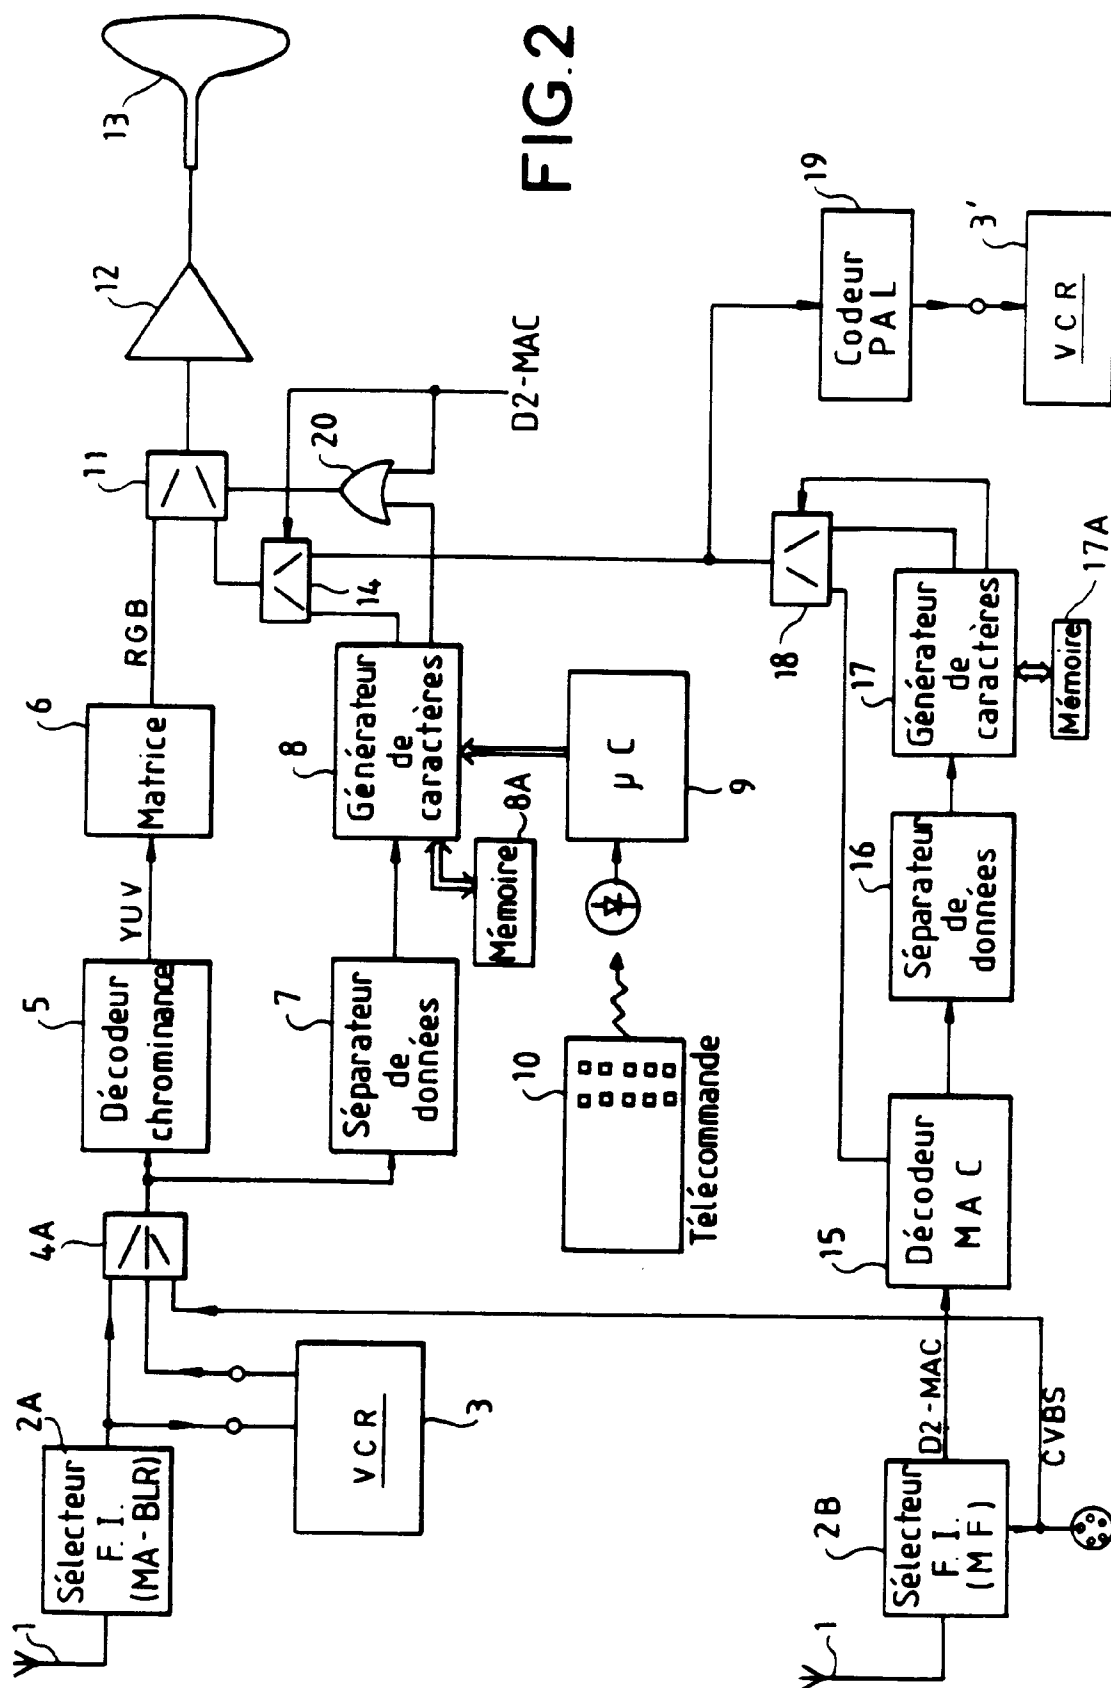 FIG.2
1
Sélecteur
F. I.
(MA-BLR)
2A
VCR
3
4A
Décodeur
chrominance
5
YUV
Matrice
6
RGB
11
12
13
Séparateur
de
données
7
Générateur
de
caractères
8
Mémoire
8A
µC
9
10
Télécommande
14
20
D2-MAC
1
Sélecteur
F. I.
(MF)
2B
D2-MAC
CVBS
Décodeur
MAC
15
Séparateur
de
données
16
Générateur
de
caractères
17
Mémoire
17A
18
Codeur
PAL
19
VCR
3'